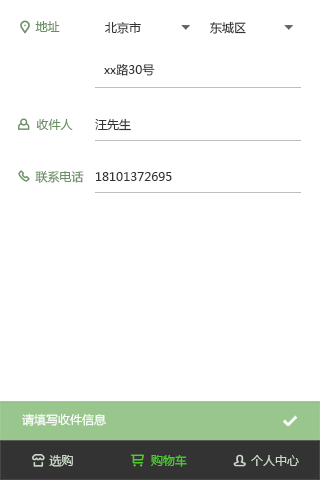 地址 北京市 东城区
xx路30号
收件人 汪先生
联系电话 18101372695
请填写收件信息
选购 购物车 个人中心